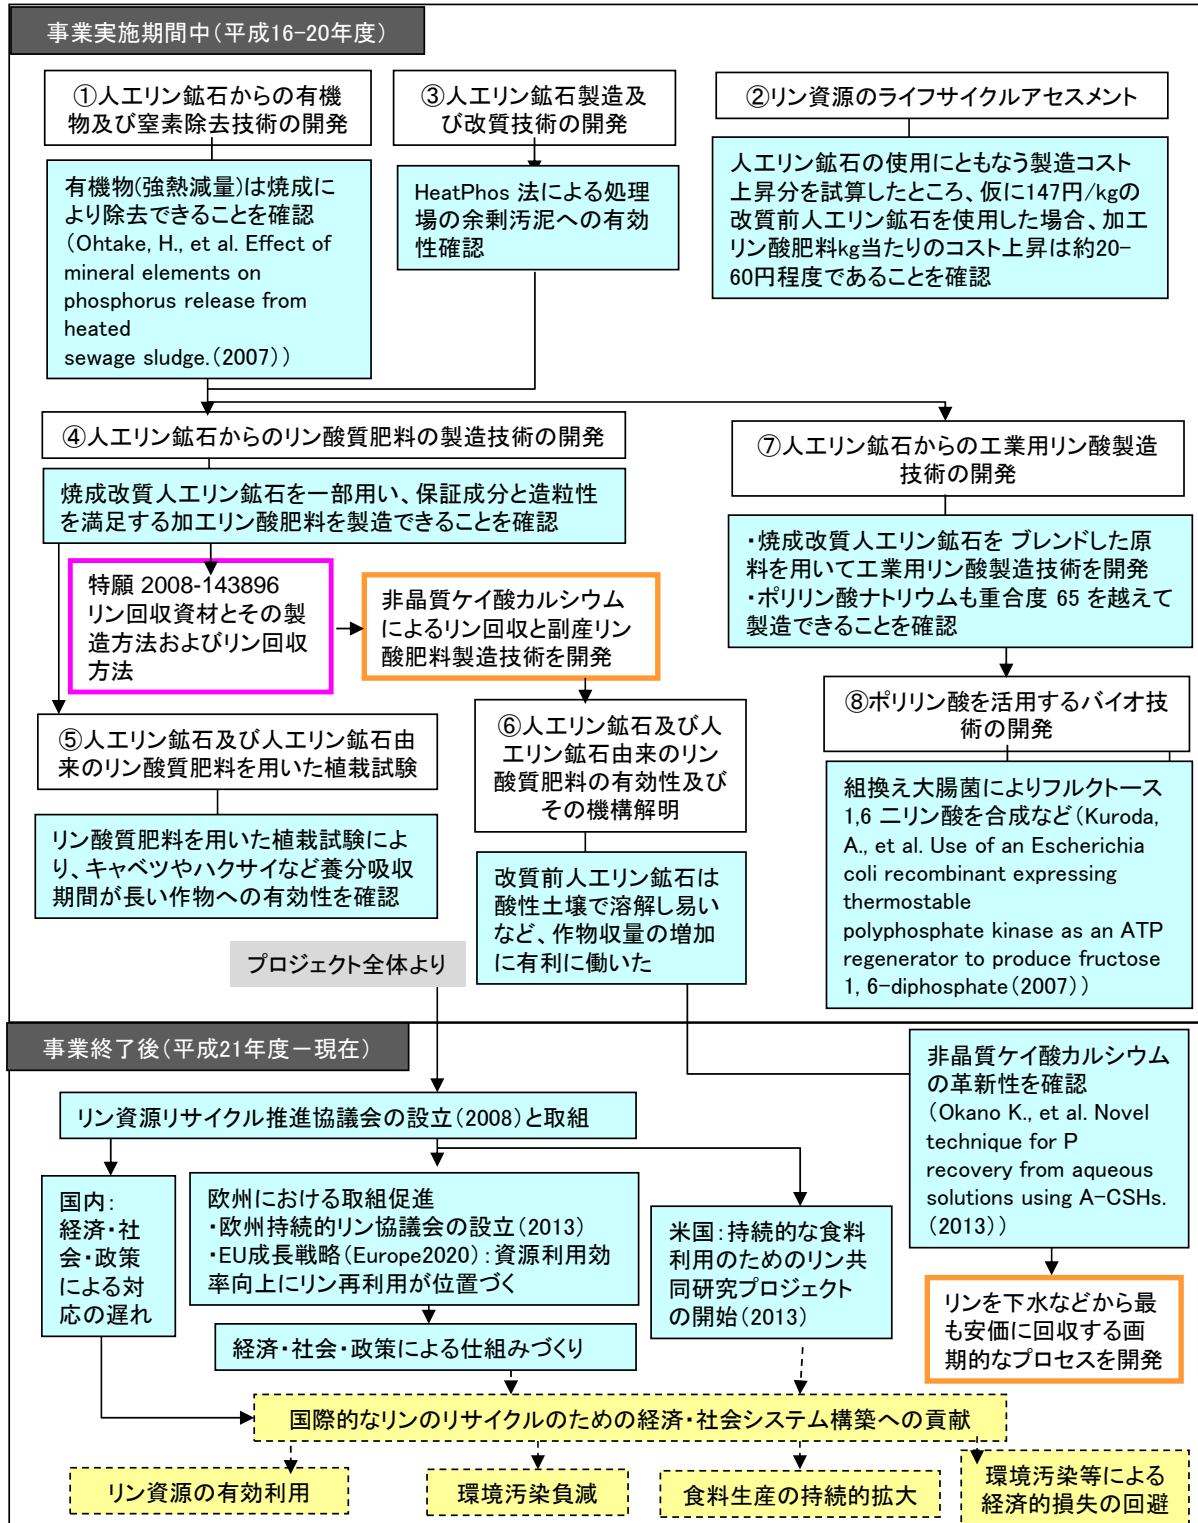 事業実施期間中（平成16-20年度）
①人工リン鉱石からの有機
物及び窒素除去技術の開発
有機物(強熱減量)は焼成に
より除去できることを確認
（Ohtake, H., et al. Effect of
mineral elements on
phosphorus release from
heated
sewage sludge.（2007））
③人工リン鉱石製造及
び改質技術の開発
HeatPhos 法による処理
場の余剰汚泥への有効
性確認
②リン資源のライフサイクルアセスメント
人工リン鉱石の使用にともなう製造コスト
上昇分を試算したところ、仮に147円/kgの
改質前人工リン鉱石を使用した場合、加工
リン酸肥料kg当たりのコスト上昇は約20-
60円程度であることを確認
④人工リン鉱石からのリン酸質肥料の製造技術の開発
焼成改質人工リン鉱石を一部用い、保証成分と造粒性
を満足する加工リン酸肥料を製造できることを確認
特願 2008-143896
リン回収資材とその製
造方法およびリン回収
方法
非晶質ケイ酸カルシウム
によるリン回収と副産リン
酸肥料製造技術を開発
⑤人工リン鉱石及び人工リン鉱石由
来のリン酸質肥料を用いた植栽試験
リン酸質肥料を用いた植栽試験によ
り、キャベツやハクサイなど養分吸収
期間が長い作物への有効性を確認
⑥人工リン鉱石及び人
工リン鉱石由来のリン
酸質肥料の有効性及び
その機構解明
改質前人工リン鉱石は
酸性土壌で溶解し易い
など、作物収量の増加
に有利に働いた
⑦人工リン鉱石からの工業用リン酸製造
技術の開発
・焼成改質人工リン鉱石を ブレンドした原
料を用いて工業用リン酸製造技術を開発
・ポリリン酸ナトリウムも重合度 65 を越えて
製造できることを確認
⑧ポリリン酸を活用するバイオ技
術の開発
組換え大腸菌によりフルクトース
1,6 二リン酸を合成など（Kuroda,
A., et al. Use of an Escherichia
coli recombinant expressing
thermostable
polyphosphate kinase as an ATP
regenerator to produce fructose
1, 6-diphosphate（2007））
プロジェクト全体より
事業終了後（平成21年度－現在）
リン資源リサイクル推進協議会の設立（2008）と取組
国内：
経済・社
会・政策
による対
応の遅れ
欧州における取組促進
・欧州持続的リン協議会の設立（2013）
・EU成長戦略（Europe2020）：資源利用効
率向上にリン再利用が位置づく
経済・社会・政策による仕組みづくり
米国：持続的な食料
利用のためのリン共
同研究プロジェクト
の開始（2013）
非晶質ケイ酸カルシウム
の革新性を確認
（Okano K., et al. Novel
technique for P
recovery from aqueous
solutions using A-CSHs.
（2013））
リンを下水などから最
も安価に回収する画
期的なプロセスを開発
国際的なリンのリサイクルのための経済・社会システム構築への貢献
リン資源の有効利用
環境汚染負減
食料生産の持続的拡大
環境汚染等による
経済的損失の回避